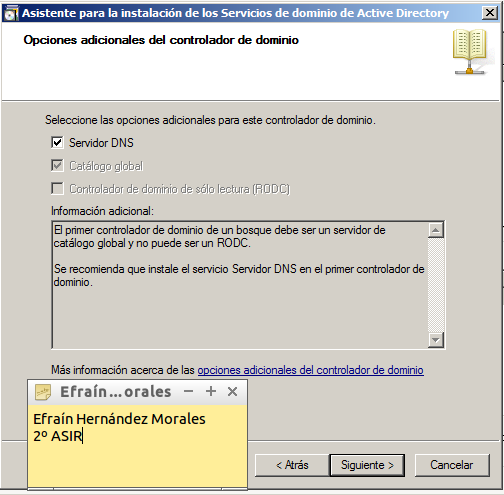 Asistente para la instalación de los Servicios de dominio de Active Directory
Opciones adicionales del controlador de dominio
Seleccione las opciones adicionales para este controlador de dominio.
Servidor DNS
Catálogo global
Controlador de dominio de sólo lectura (RODC)
Información adicional:
El primer controlador de dominio de un bosque debe ser un servidor de
catálogo global y no puede ser un RODC.
Se recomienda que instale el servicio Servidor DNS en el primer controlador de
dominio.
Más información acerca de las opciones adicionales del controlador de dominio
Efraín...orales
Efraín Hernández Morales
2º ASIR
< Atrás
Siguiente >
Cancelar